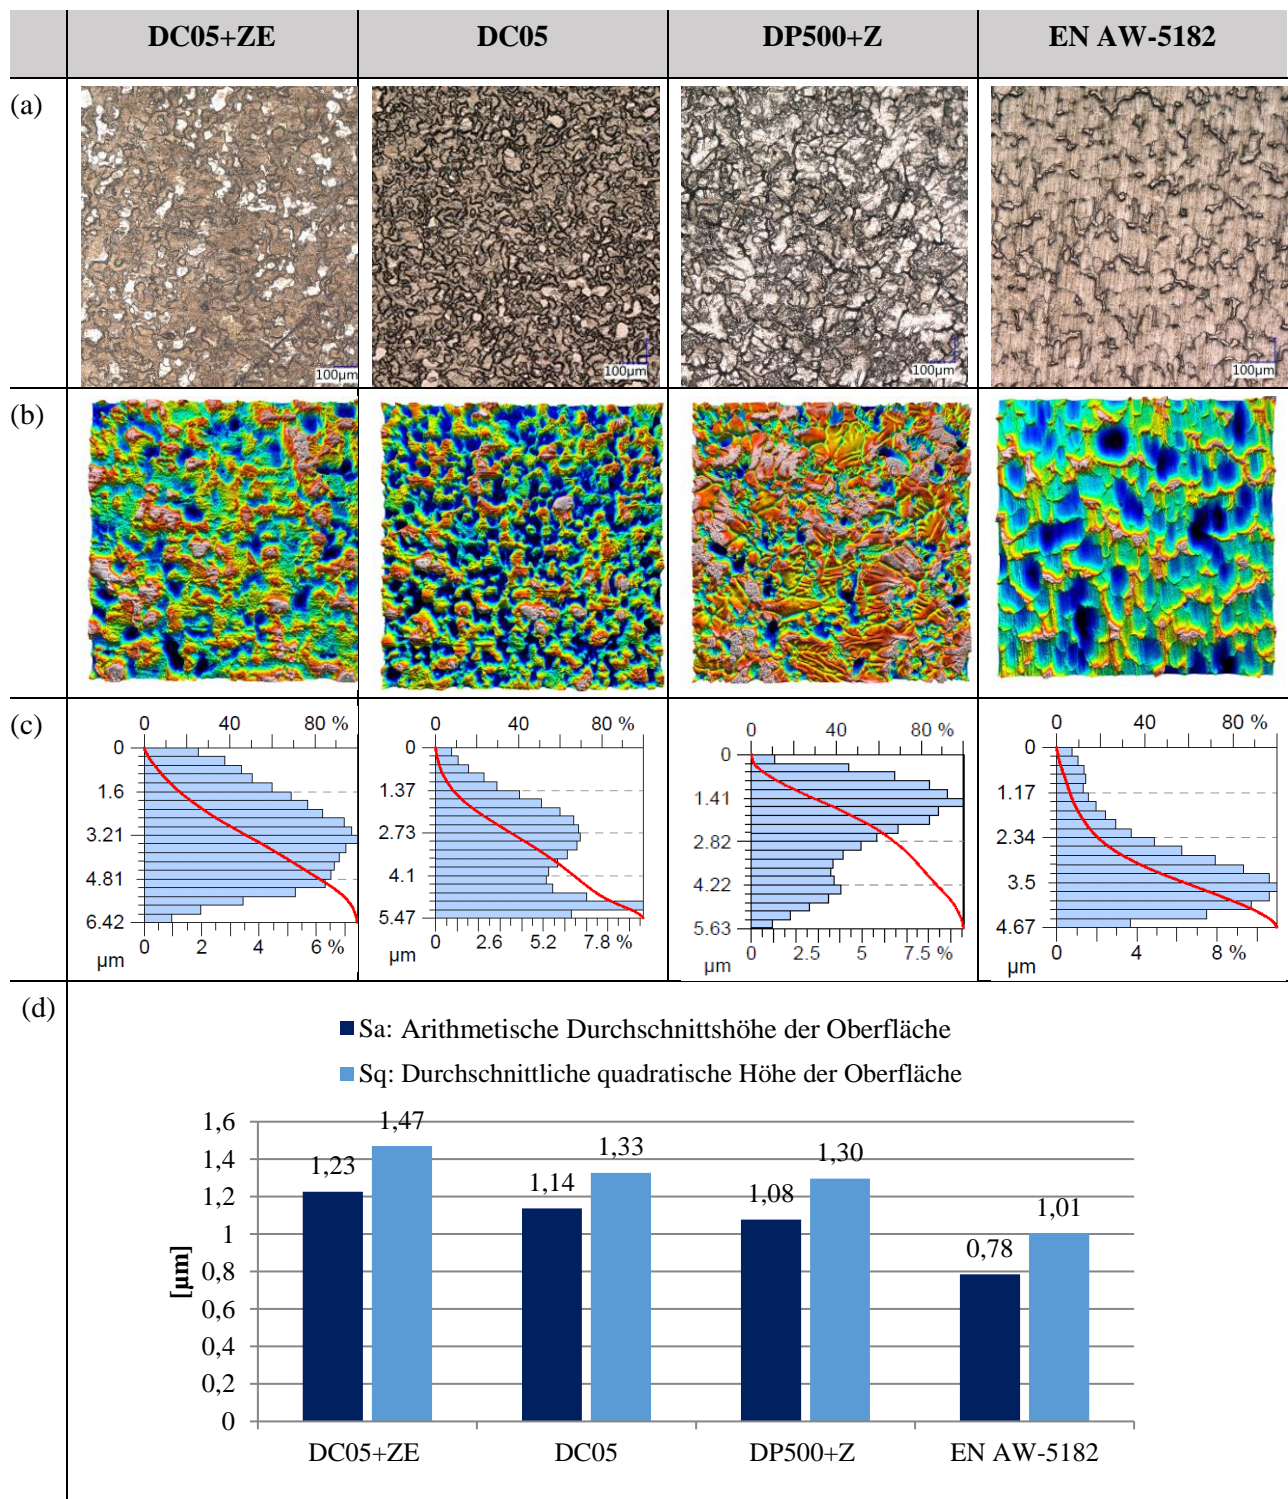 DC05+ZE DC05 DP500+Z EN AW-5182
(a)
100µm 100µm 100µm 100µm
(b)
(c)
0 40 80 %
0
1.6
3.21
4.81
6.42
0 2 4 6 %
µm
0 40 80 %
0
1.37
2.73
4.1
5.47
0 2.6 5.2 7.8 %
µm
0 40 80 %
0
1.41
2.82
4.22
5.63
0 2.5 5 7.5 %
µm
0 40 80 %
0
1.17
2.34
3.5
4.67
0 4 8 %
µm
(d)
Sa: Arithmetische Durchschnittshöhe der Oberfläche
Sq: Durchschnittliche quadratische Höhe der Oberfläche
[µm]
1,6
1,4
1,2
1
0,8
0,6
0,4
0,2
0
1,23 1,47 1,14 1,33 1,08 1,30 0,78 1,01
DC05+ZE DC05 DP500+Z EN AW-5182